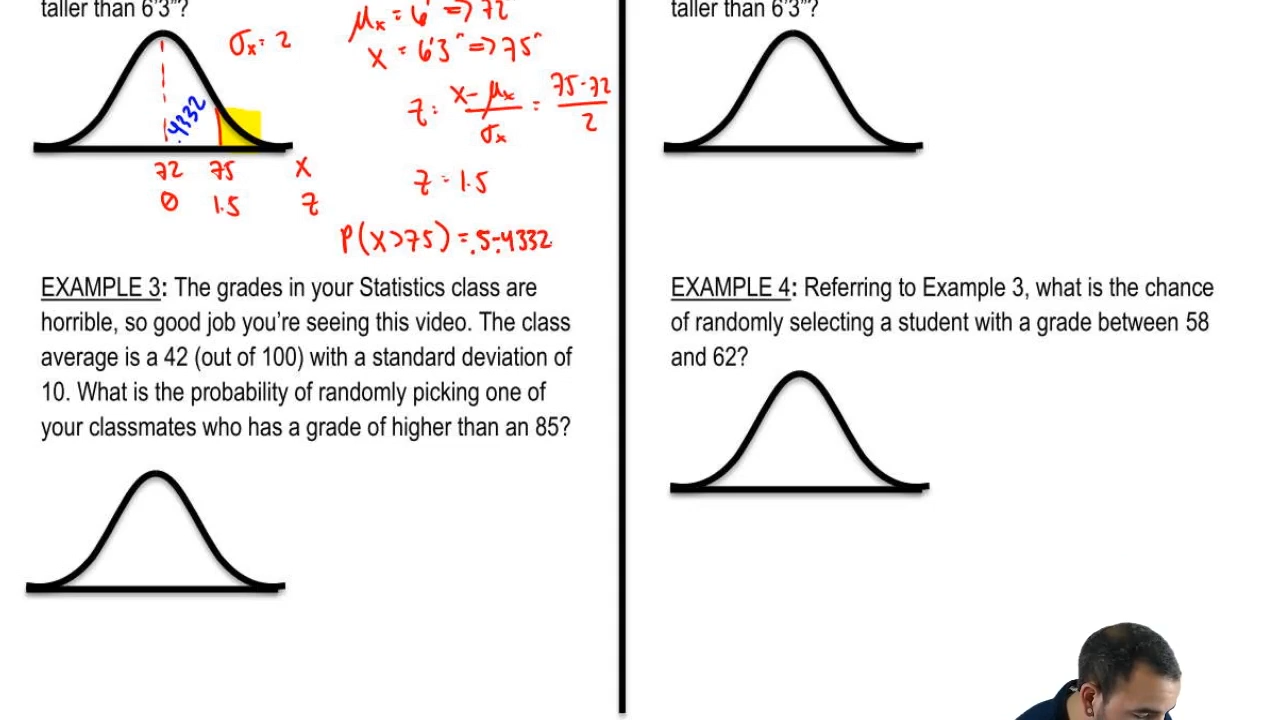 taller than 6'3"?
μx = 6' => 72"
σx = 2
x = 6'3" => 75"
z = x - μx / σx = 75-72 / 2
.4332
72 75 X
0 1.5 Z
z = 1.5
P(X>75) = .5-.4332
EXAMPLE 3: The grades in your Statistics class are
horrible, so good job you're seeing this video. The class
average is a 42 (out of 100) with a standard deviation of
10. What is the probability of randomly picking one of
your classmates who has a grade of higher than an 85?
taller than 6'3"?
EXAMPLE 4: Referring to Example 3, what is the chance
of randomly selecting a student with a grade between 58
and 62?